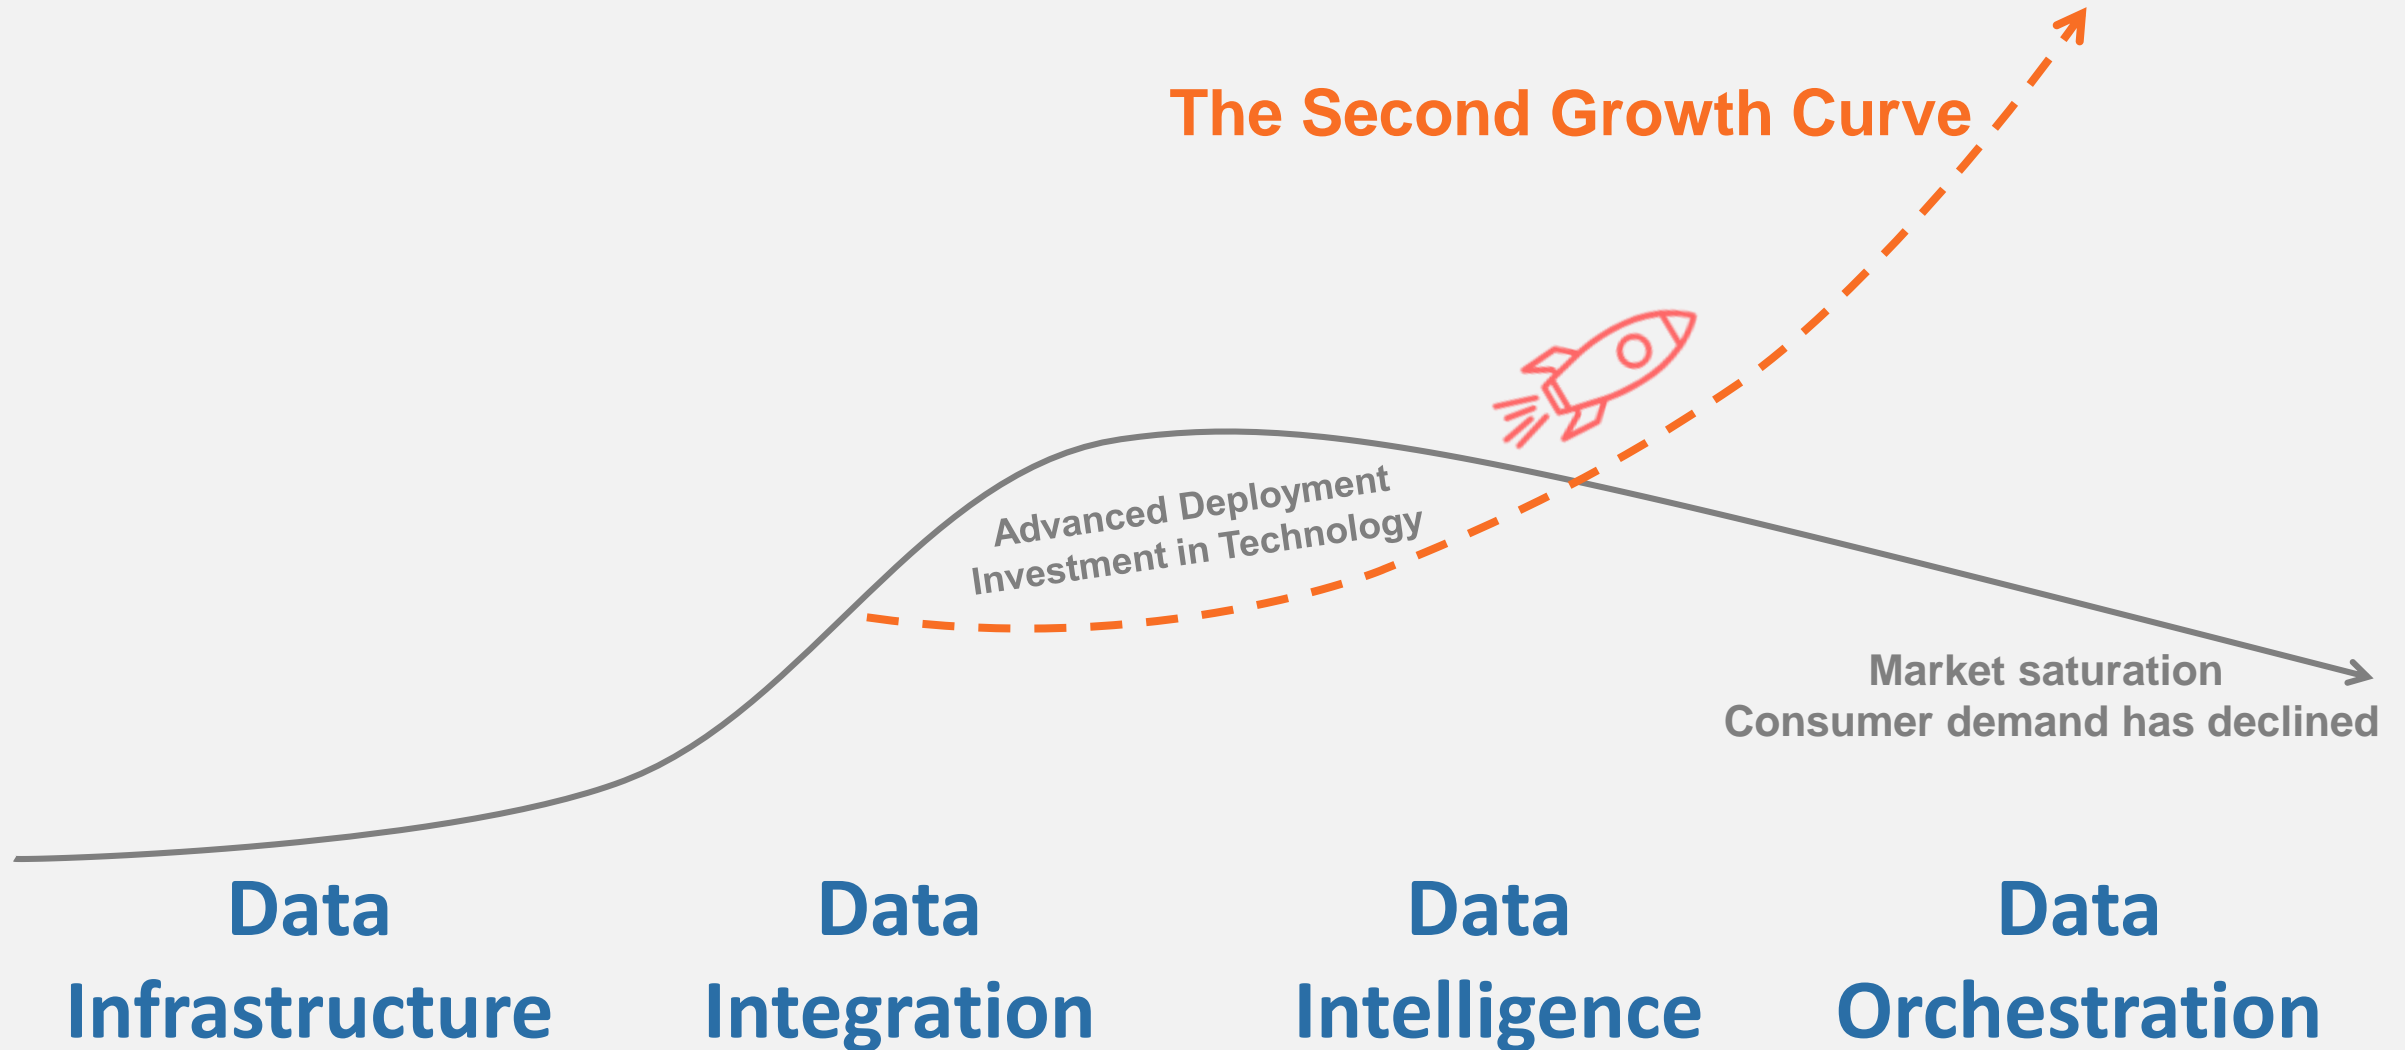 The Second Growth Curve
Advanced Deployment
Investment in Technology
Market saturation
Consumer demand has declined
Data
Infrastructure
Data
Integration
Data
Intelligence
Data
Orchestration